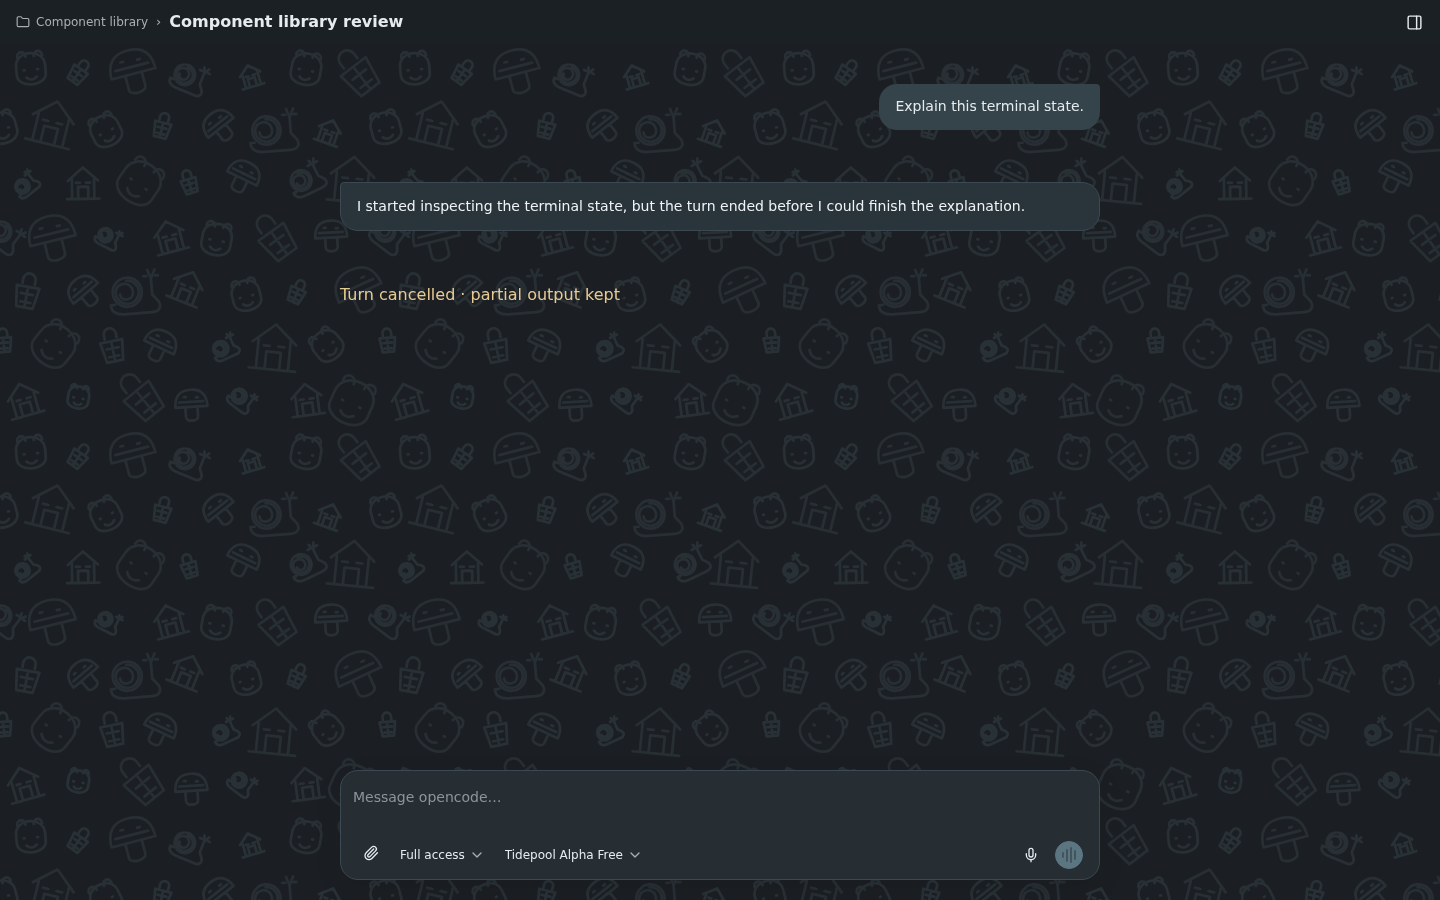 Component library › Component library review
Explain this terminal state.
I started inspecting the terminal state, but the turn ended before I could finish the explanation.
Turn cancelled · partial output kept
Message opencode...
Full access Tidepool Alpha Free